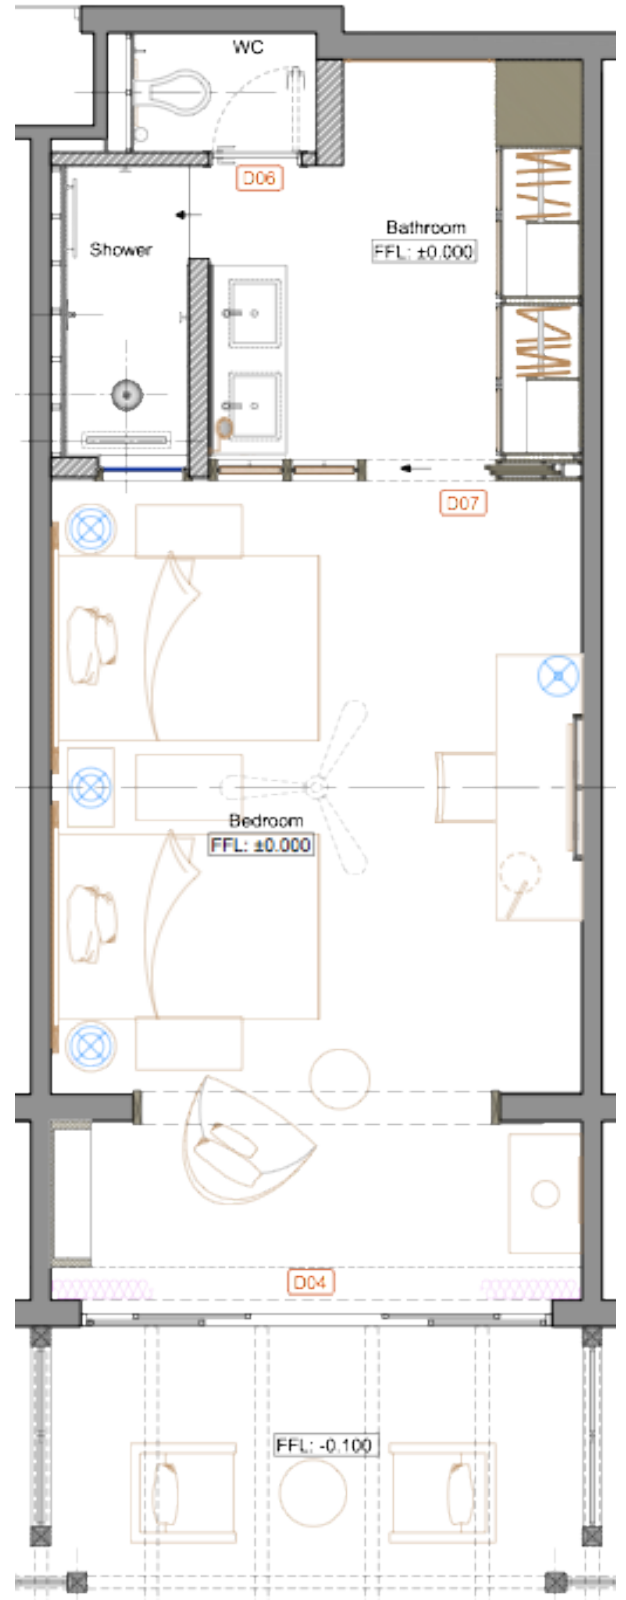 WC
D06
Bathroom
FFL: ±0.000
Shower
D07
Bedroom
FFL: ±0.000
D04
FFL: -0.100